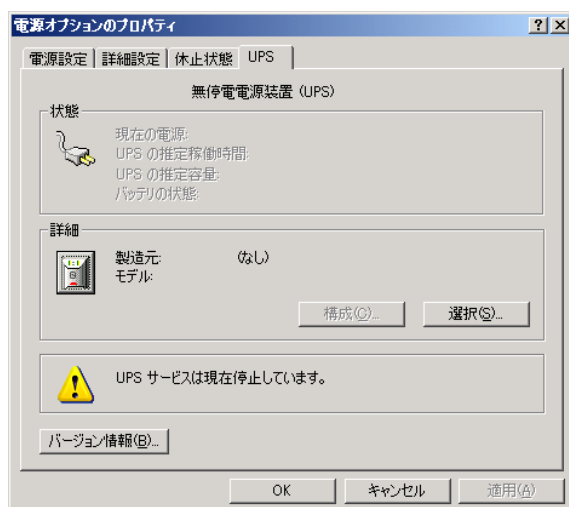 電源オプションのプロパティ
電源設定 詳細設定 休止状態 UPS
無停電電源装置 (UPS)
状態
現在の電源:
UPS の推定稼働時間:
UPS の推定容量:
バッテリの状態:
詳細
製造元: (なし)
モデル:
構成(C)... 選択(S)...
UPS サービスは現在停止しています。
バージョン情報(B)...
OK キャンセル 適用(A)